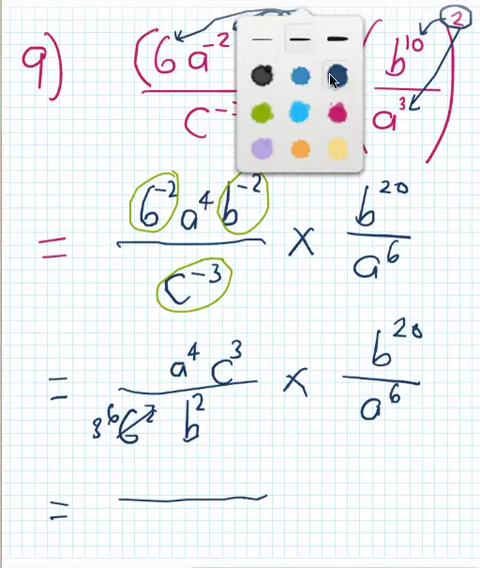 9) (6a⁻² b¹⁰ )²
c⁻ a³
= 6⁻² a⁴ b⁻² × b²⁰
c⁻³ a⁶
= a⁴ c³ × b²⁰
36 6² b² a⁶
=